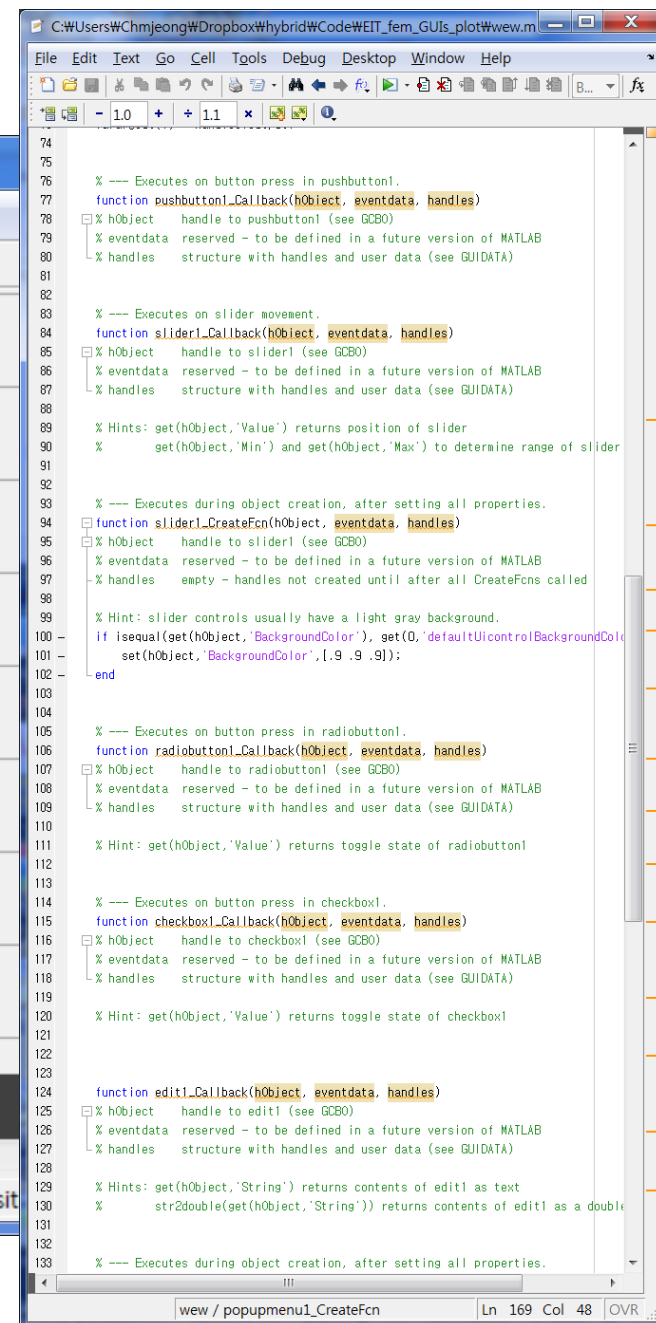 C:₩Users₩Chmjeong₩Dropbox₩hybrid₩Code₩EIT_fem_GUIs_plot₩wew.m
File Edit Text Go Cell Tools Debug Desktop Window Help
B... fx
- 1.0 + ÷ 1.1 ×
74
75
76 % --- Executes on button press in pushbutton1.
77 function pushbutton1_Callback(hObject, eventdata, handles)
78 % hObject    handle to pushbutton1 (see GCBO)
79 % eventdata  reserved - to be defined in a future version of MATLAB
80 % handles    structure with handles and user data (see GUIDATA)
81
82
83 % --- Executes on slider movement.
84 function slider1_Callback(hObject, eventdata, handles)
85 % hObject    handle to slider1 (see GCBO)
86 % eventdata  reserved - to be defined in a future version of MATLAB
87 % handles    structure with handles and user data (see GUIDATA)
88
89 % Hints: get(hObject,'Value') returns position of slider
90 %        get(hObject,'Min') and get(hObject,'Max') to determine range of slider
91
92
93 % --- Executes during object creation, after setting all properties.
94 function slider1_CreateFcn(hObject, eventdata, handles)
95 % hObject    handle to slider1 (see GCBO)
96 % eventdata  reserved - to be defined in a future version of MATLAB
97 % handles    empty - handles not created until after all CreateFcns called
98
99 % Hint: slider controls usually have a light gray background.
100 - if isequal(get(hObject,'BackgroundColor'), get(0,'defaultUicontrolBackgroundColo
101 -     set(hObject,'BackgroundColor',[.9 .9 .9]);
102 - end
103
104
105 % --- Executes on button press in radiobutton1.
106 function radiobutton1_Callback(hObject, eventdata, handles)
107 % hObject    handle to radiobutton1 (see GCBO)
108 % eventdata  reserved - to be defined in a future version of MATLAB
109 % handles    structure with handles and user data (see GUIDATA)
110
111 % Hint: get(hObject,'Value') returns toggle state of radiobutton1
112
113
114 % --- Executes on button press in checkbox1.
115 function checkbox1_Callback(hObject, eventdata, handles)
116 % hObject    handle to checkbox1 (see GCBO)
117 % eventdata  reserved - to be defined in a future version of MATLAB
118 % handles    structure with handles and user data (see GUIDATA)
119
120 % Hint: get(hObject,'Value') returns toggle state of checkbox1
121
122
123
124 function edit1_Callback(hObject, eventdata, handles)
125 % hObject    handle to edit1 (see GCBO)
126 % eventdata  reserved - to be defined in a future version of MATLAB
127 % handles    structure with handles and user data (see GUIDATA)
128
129 % Hints: get(hObject,'String') returns contents of edit1 as text
130 %        str2double(get(hObject,'String')) returns contents of edit1 as a double
131
132
133 % --- Executes during object creation, after setting all properties.
sit
wew / popupmenu1_CreateFcn Ln 169 Col 48 OVR